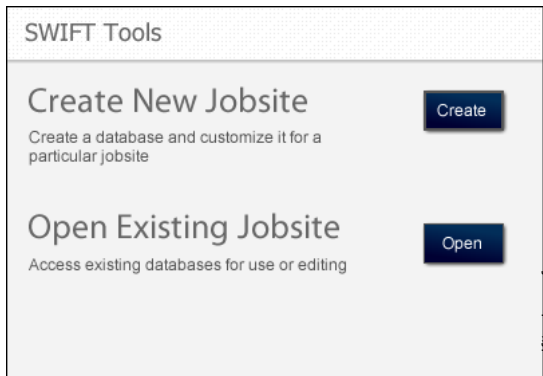 SWIFT Tools
Create New Jobsite
Create
Create a database and customize it for a
particular jobsite
Open Existing Jobsite
Open
Access existing databases for use or editing